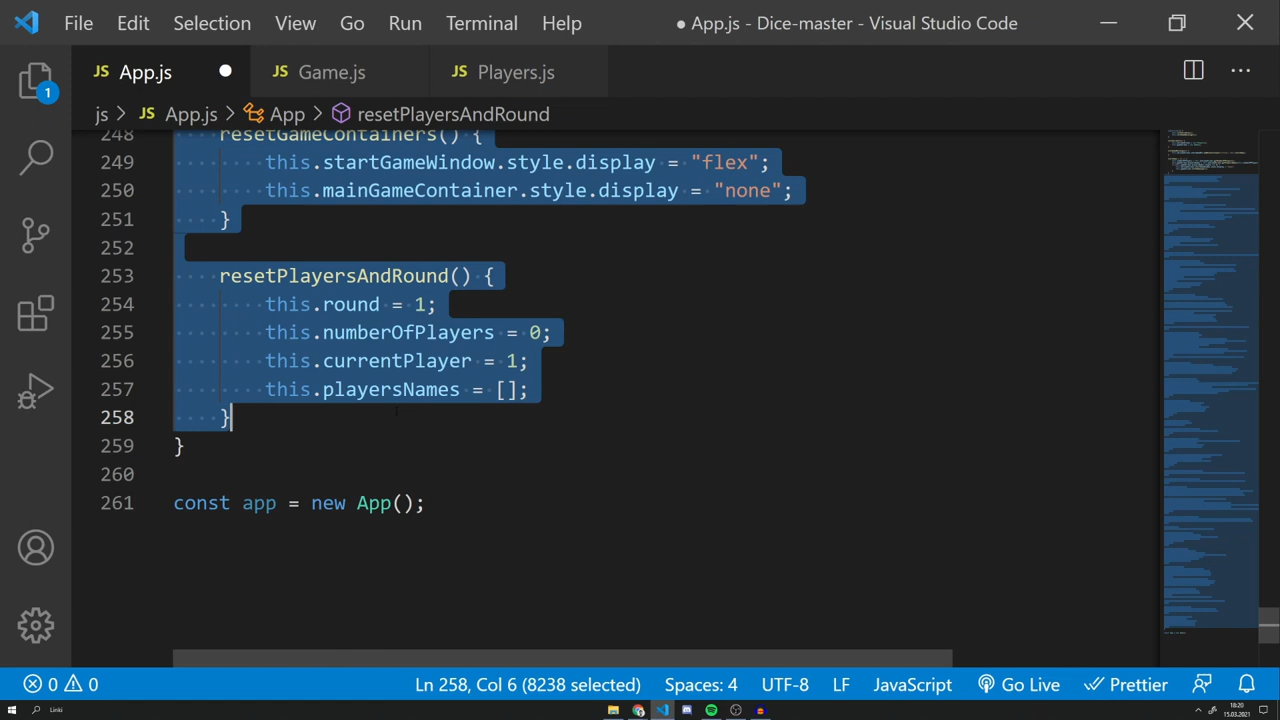 File Edit Selection View Go Run Terminal Help ● App.js - Dice-master - Visual Studio Code
JS App.js JS Game.js JS Players.js
js > JS App.js > App > resetPlayersAndRound
1
248 resetGameContainers() {
249 this.startGameWindow.style.display = "flex";
250 this.mainGameContainer.style.display = "none";
251 }
252
253 resetPlayersAndRound() {
254 this.round = 1;
255 this.numberOfPlayers = 0;
256 this.currentPlayer = 1;
257 this.playersNames = [];
258 }
259 }
260
261 const app = new App();
0 0 Ln 258, Col 6 (8238 selected) Spaces: 4 UTF-8 LF JavaScript Go Live Prettier
Linki 18:20
15.03.2021